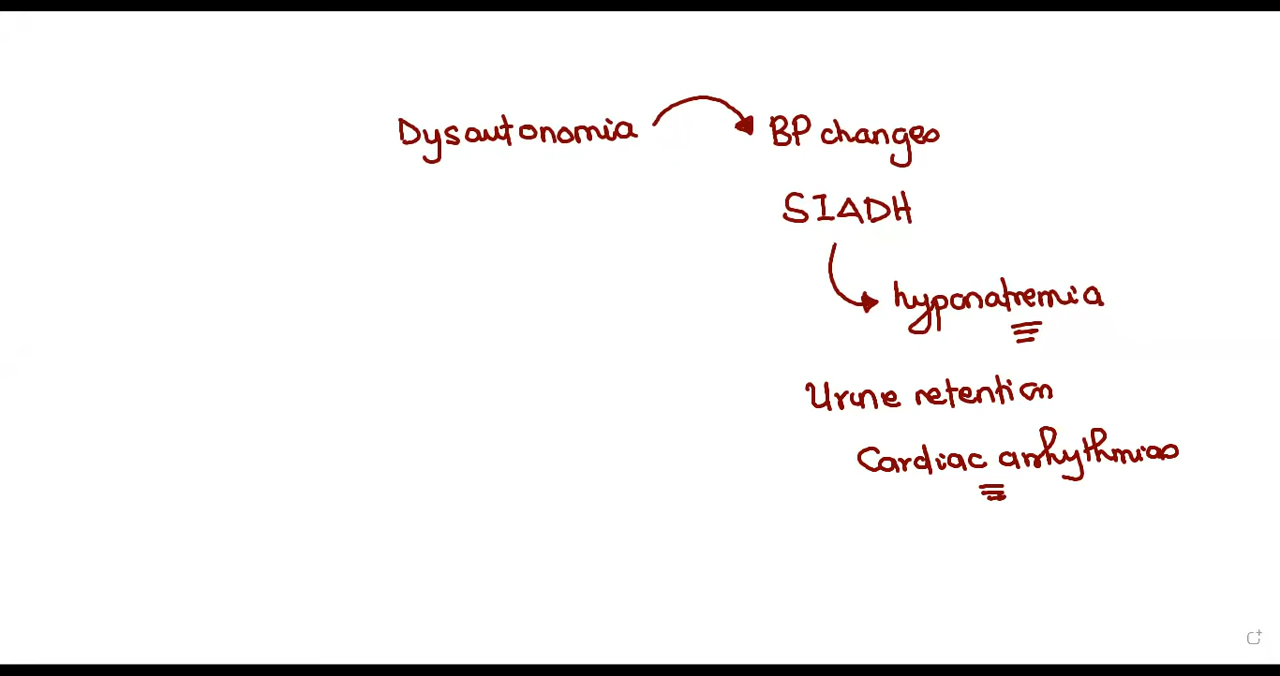 Dysautonomia → BP changes
SIADH
→ hyponatremia
Urine retention
Cardiac arrhythmias